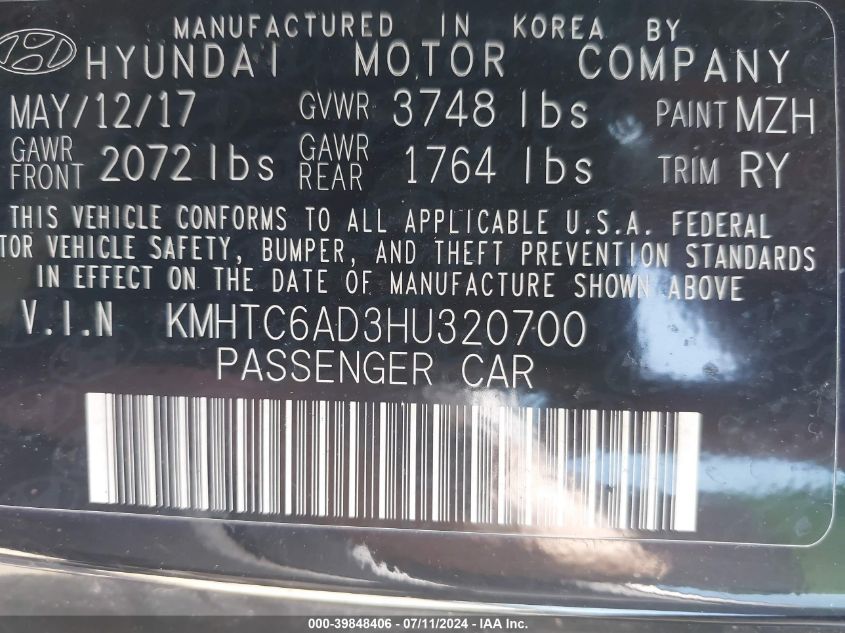 MANUFACTURED IN KOREA BY
HYUNDAI MOTOR COMPANY
MAY/12/17 GVWR 3748 lbs PAINT MZH
GAWR FRONT 2072 lbs GAWR REAR 1764 lbs TRIM RY
THIS VEHICLE CONFORMS TO ALL APPLICABLE U.S.A. FEDERAL
TOR VEHICLE SAFETY, BUMPER, AND THEFT PREVENTION STANDARDS
IN EFFECT ON THE DATE OF MANUFACTURE SHOWN ABOVE
V.I.N KMHTC6AD3HU320700
PASSENGER CAR
000-39848406 - 07/11/2024 - IAA Inc.